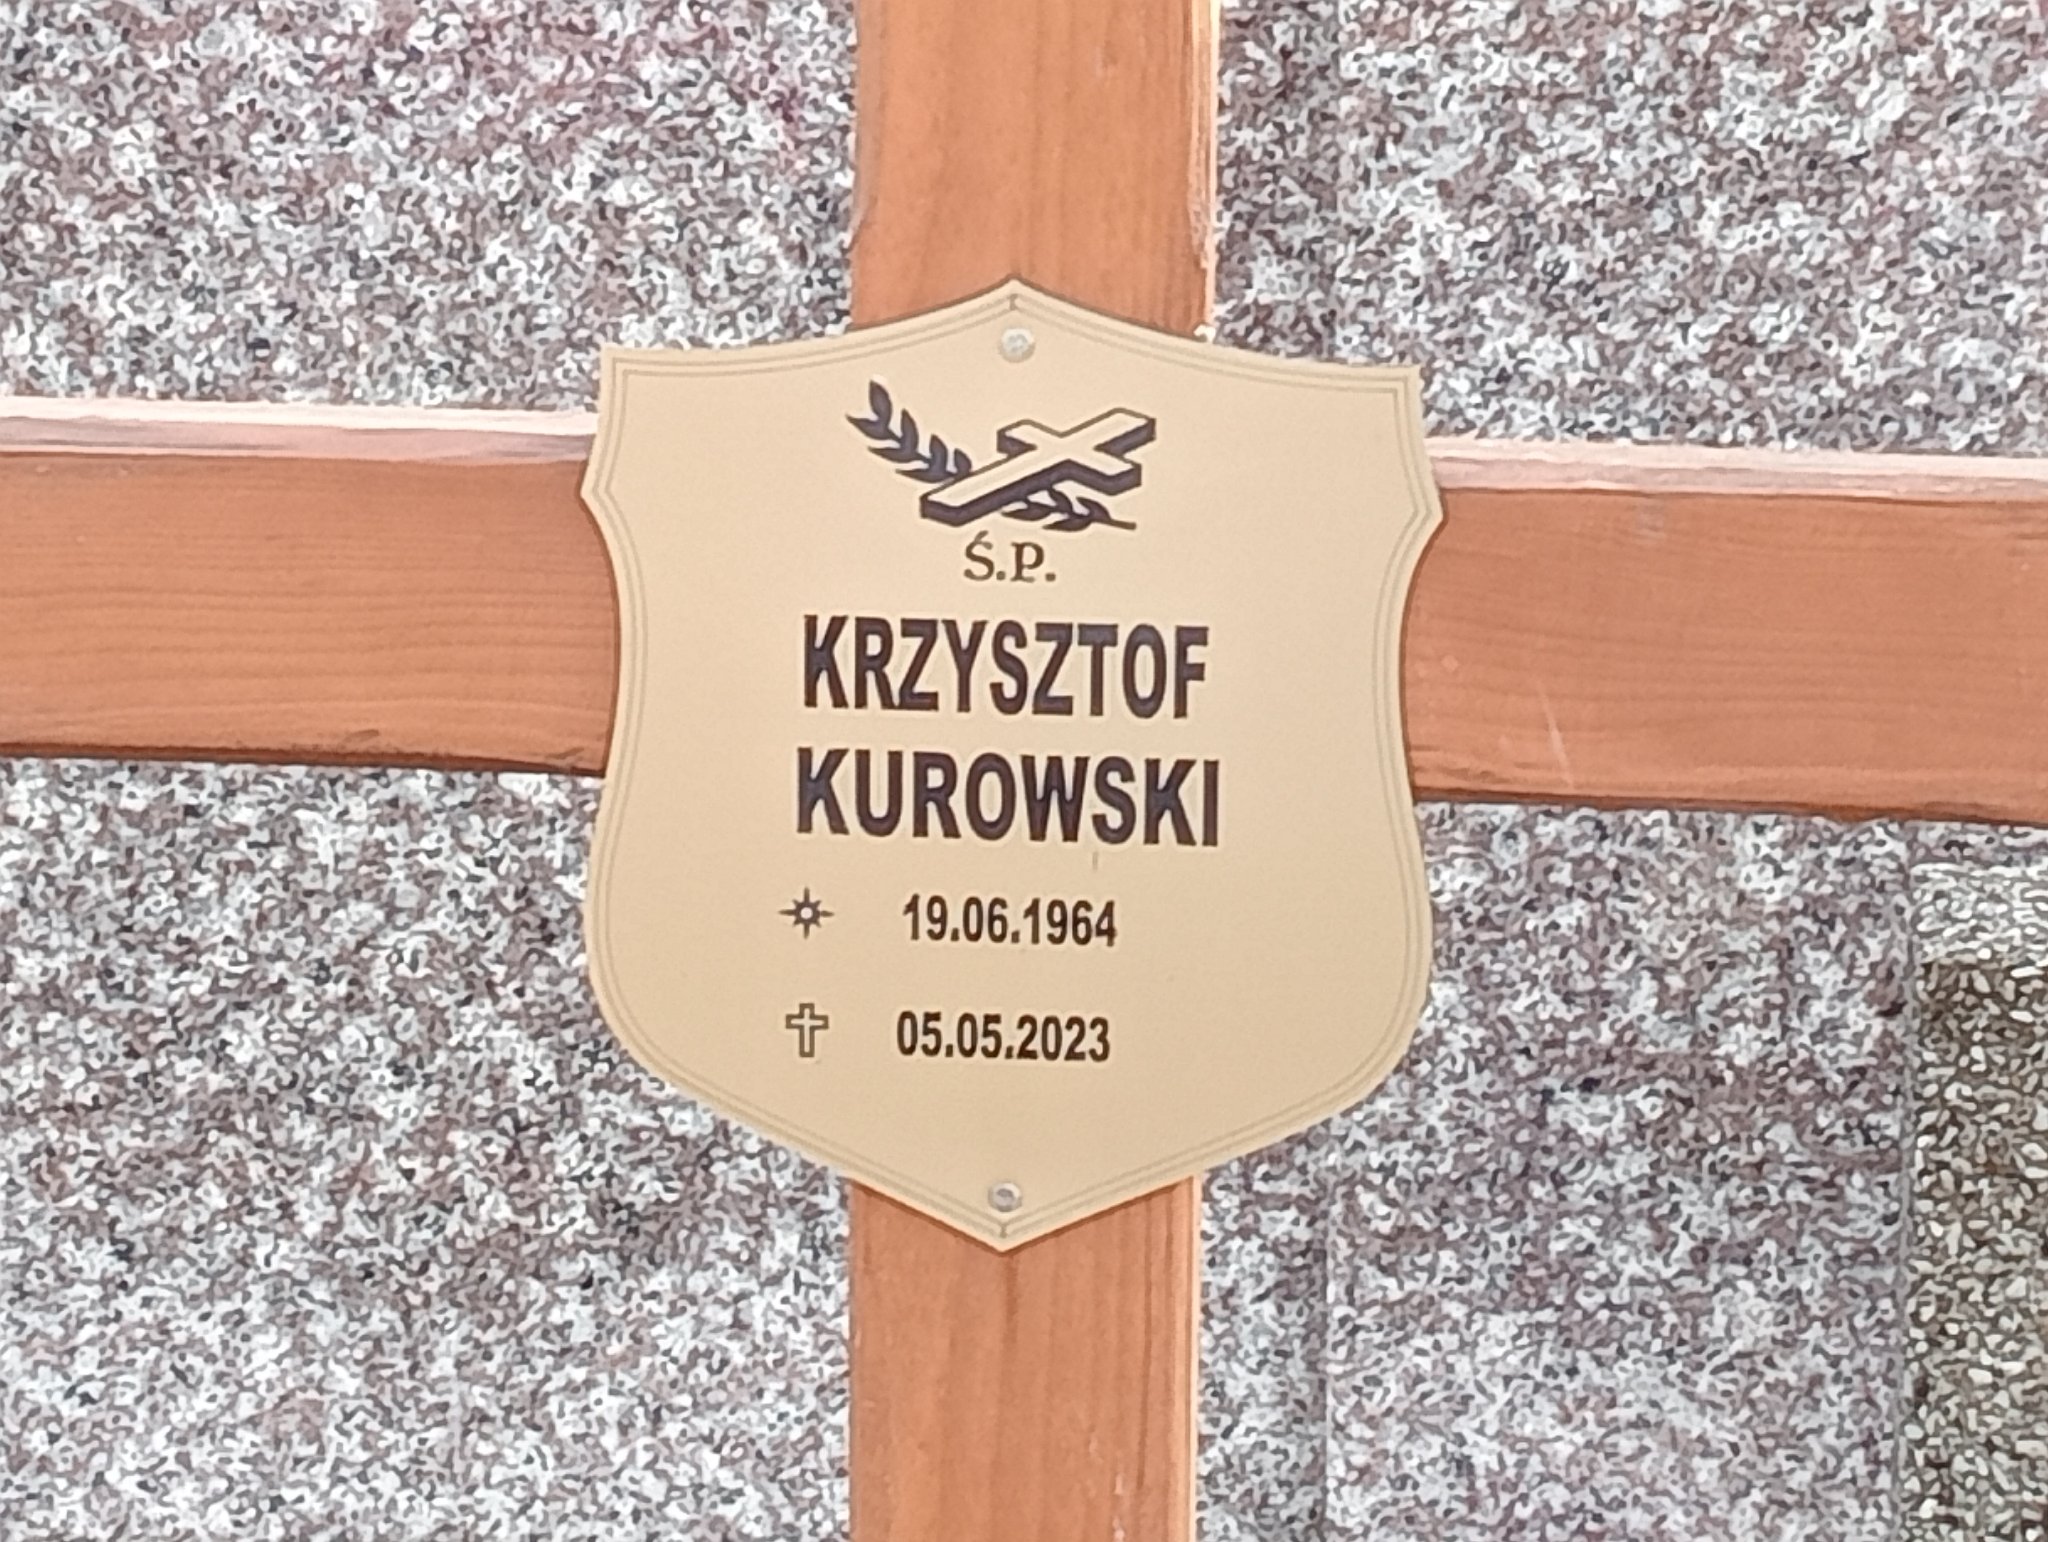 Ś.P.
KRZYSZTOF
KUROWSKI
19.06.1964
05.05.2023